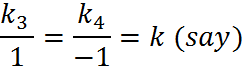 k₃/1 = k₄/−1 = k (say)